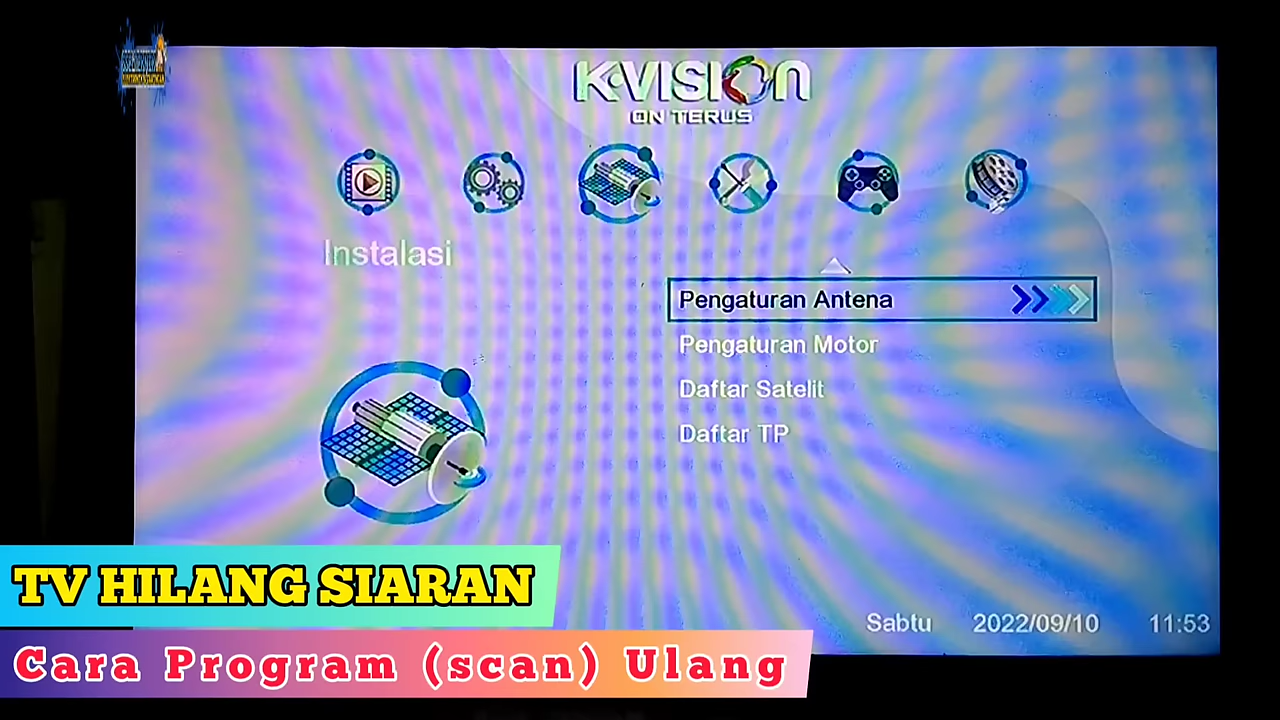 K-VISION
ON TERUS
Instalasi
Pengaturan Antena
Pengaturan Motor
Daftar Satelit
Daftar TP
Sabtu 2022/09/10 11:53
TV HILANG SIARAN
Cara Program (scan) Ulang